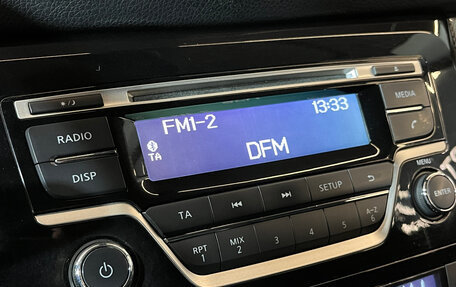 FM1-2
13:33
TA
DFM
RADIO
DISP
MEDIA
MENU
ENTER
TA
SETUP
RPT
1
MIX
2
3
4
5
A-Z
6